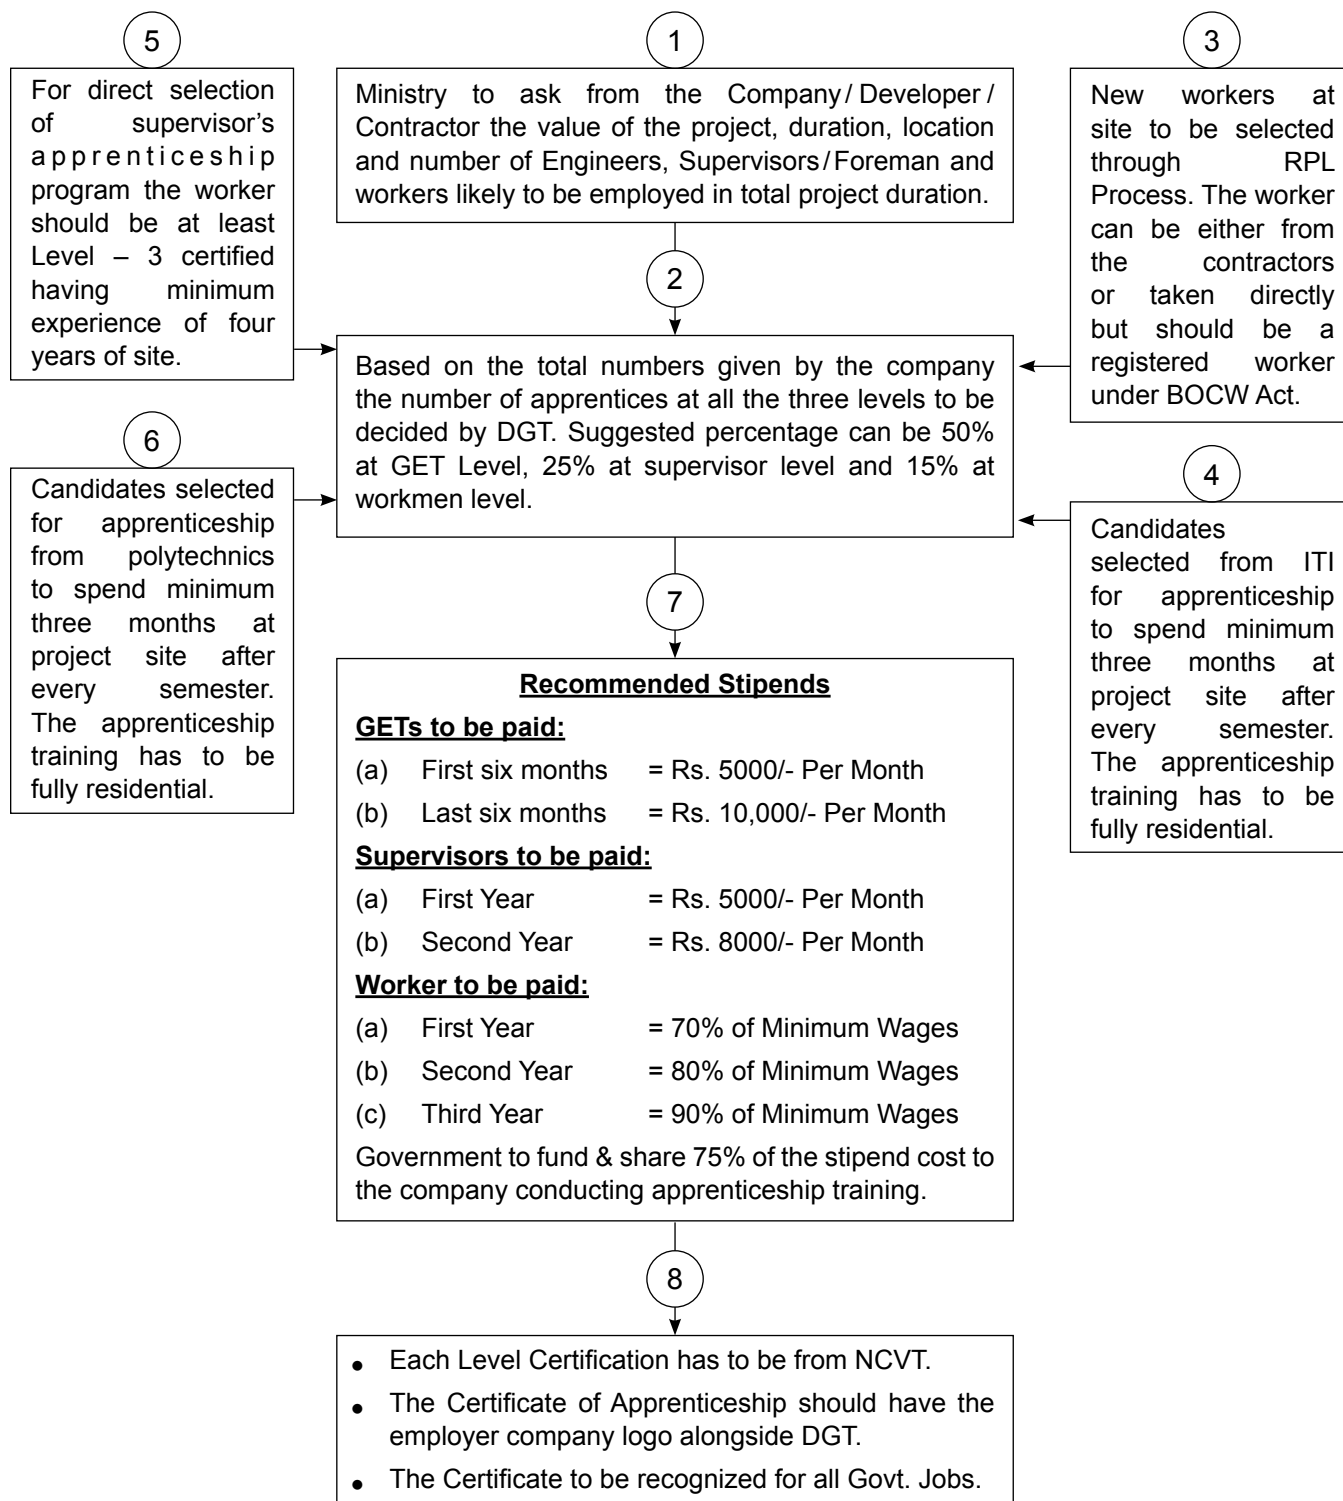 5
For direct selection
of supervisor’s
apprenticeship
program the worker
should be at least
Level – 3 certified
having minimum
experience of four
years of site.
1
Ministry to ask from the Company / Developer /
Contractor the value of the project, duration, location
and number of Engineers, Supervisors / Foreman and
workers likely to be employed in total project duration.
3
New workers at
site to be selected
through RPL
Process. The worker
can be either from
the contractors
or taken directly
but should be a
registered worker
under BOCW Act.
2
Based on the total numbers given by the company
the number of apprentices at all the three levels to be
decided by DGT. Suggested percentage can be 50%
at GET Level, 25% at supervisor level and 15% at
workmen level.
6
Candidates selected
for apprenticeship
from polytechnics
to spend minimum
three months at
project site after
every semester.
The apprenticeship
training has to be
fully residential.
4
Candidates
selected from ITI
for apprenticeship
to spend minimum
three months at
project site after
every semester.
The apprenticeship
training has to be
fully residential.
7
Recommended Stipends
GETs to be paid:
(a) First six months = Rs. 5000/- Per Month
(b) Last six months = Rs. 10,000/- Per Month
Supervisors to be paid:
(a) First Year = Rs. 5000/- Per Month
(b) Second Year = Rs. 8000/- Per Month
Worker to be paid:
(a) First Year = 70% of Minimum Wages
(b) Second Year = 80% of Minimum Wages
(c) Third Year = 90% of Minimum Wages
Government to fund & share 75% of the stipend cost to
the company conducting apprenticeship training.
8
• Each Level Certification has to be from NCVT.
• The Certificate of Apprenticeship should have the
employer company logo alongside DGT.
• The Certificate to be recognized for all Govt. Jobs.